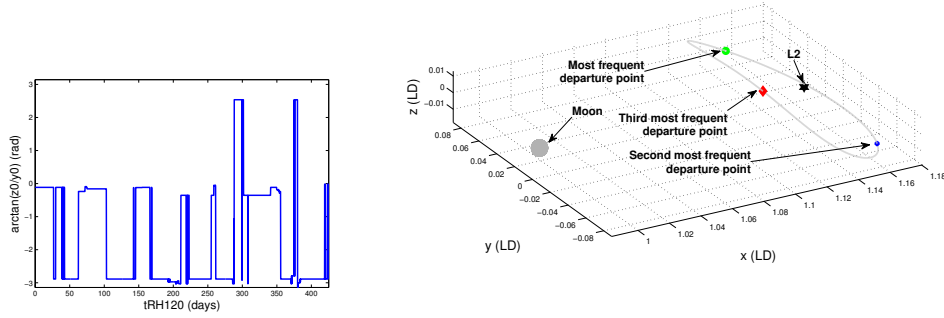 3
2
1
0
−1
−2
−3
0 50 100 150 200 250 300 350 400
arctan(z0/y0) (rad)
tRH120 (days)
0.01
0
−0.01
z (LD)
0.08
0.06
0.04
0.02
0
−0.02
−0.04
−0.06
−0.08
y (LD)
1
1.02
1.04
1.06
1.08
1.1
1.12
1.14
1.16
1.18
x (LD)
Most frequent
departure point
L2
Moon
Third most frequent
departure point
Second most frequent
departure point